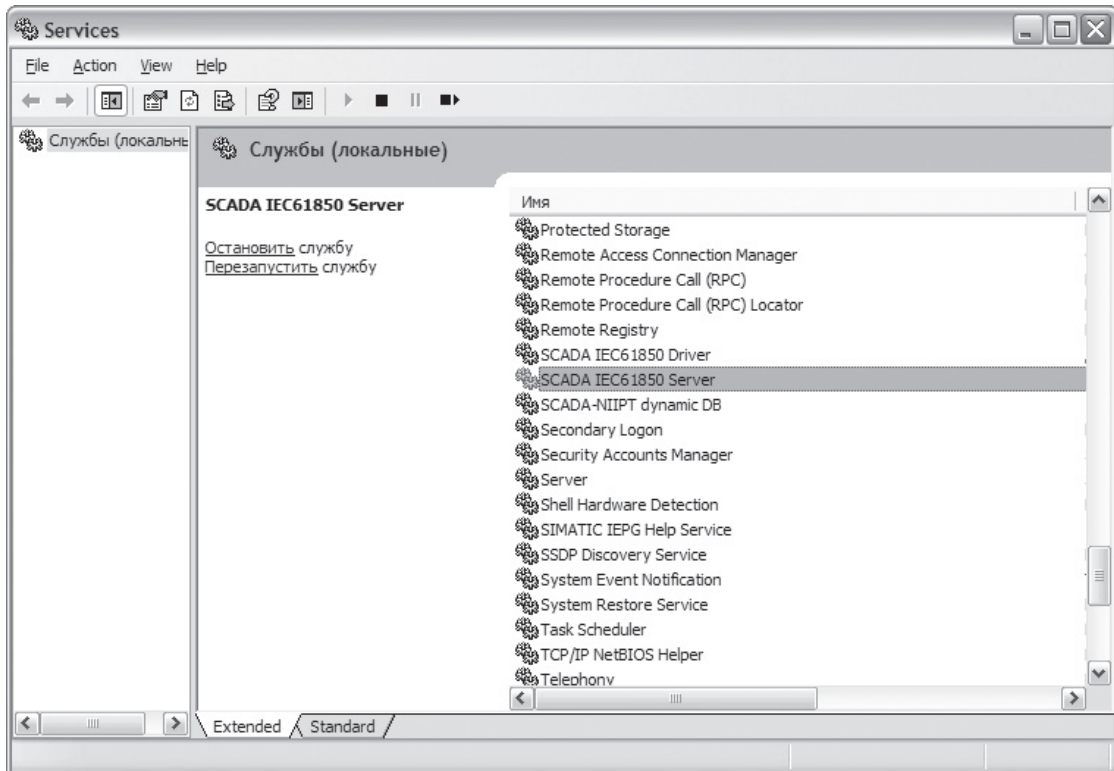 Services
File Action View Help
Службы (локальны
Службы (локальные)
SCADA IEC61850 Server
Остановить службу
Перезапустить службу
Имя
Protected Storage
Remote Access Connection Manager
Remote Procedure Call (RPC)
Remote Procedure Call (RPC) Locator
Remote Registry
SCADA IEC61850 Driver
SCADA IEC61850 Server
SCADA-NIIPT dynamic DB
Secondary Logon
Security Accounts Manager
Server
Shell Hardware Detection
SIMATIC IEPG Help Service
SSDP Discovery Service
System Event Notification
System Restore Service
Task Scheduler
TCP/IP NetBIOS Helper
Telephony
Extended Standard